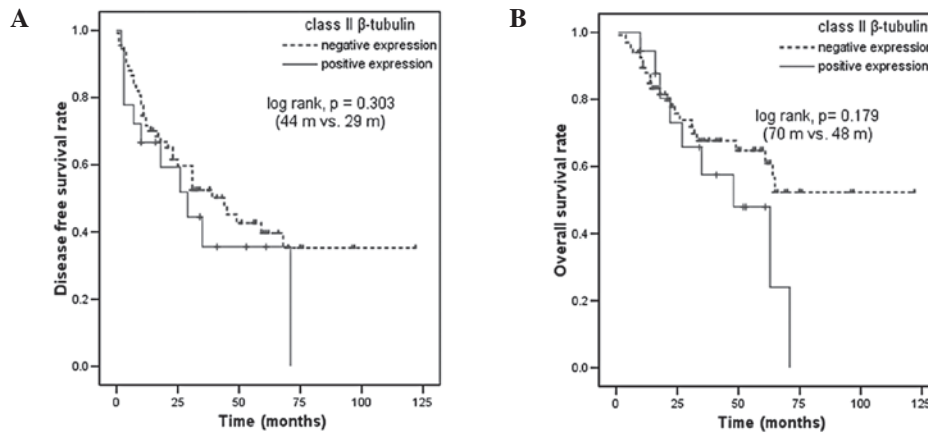 A
class II β-tubulin
negative expression
positive expression
log rank, p = 0.303
(44 m vs. 29 m)
Disease free survival rate
1.0
0.8
0.6
0.4
0.2
0.0
0 25 50 75 100 125
Time (months)
B
class II β-tubulin
negative expression
positive expression
log rank, p= 0.179
(70 m vs. 48 m)
Overall survival rate
1.0
0.8
0.6
0.4
0.2
0.0
0 25 50 75 100 125
Time (months)